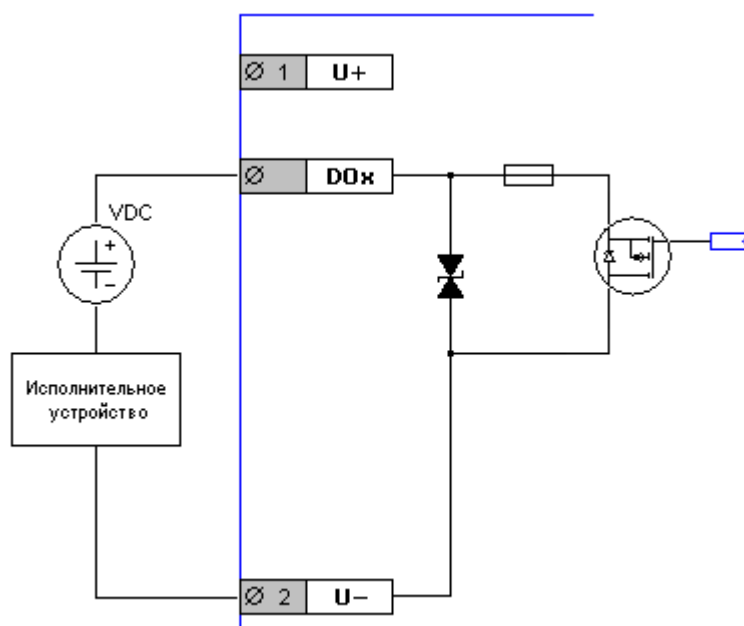 Ø 1 U+
Ø DOx
VDC
+
-
Исполнительное
устройство
Ø 2 U-